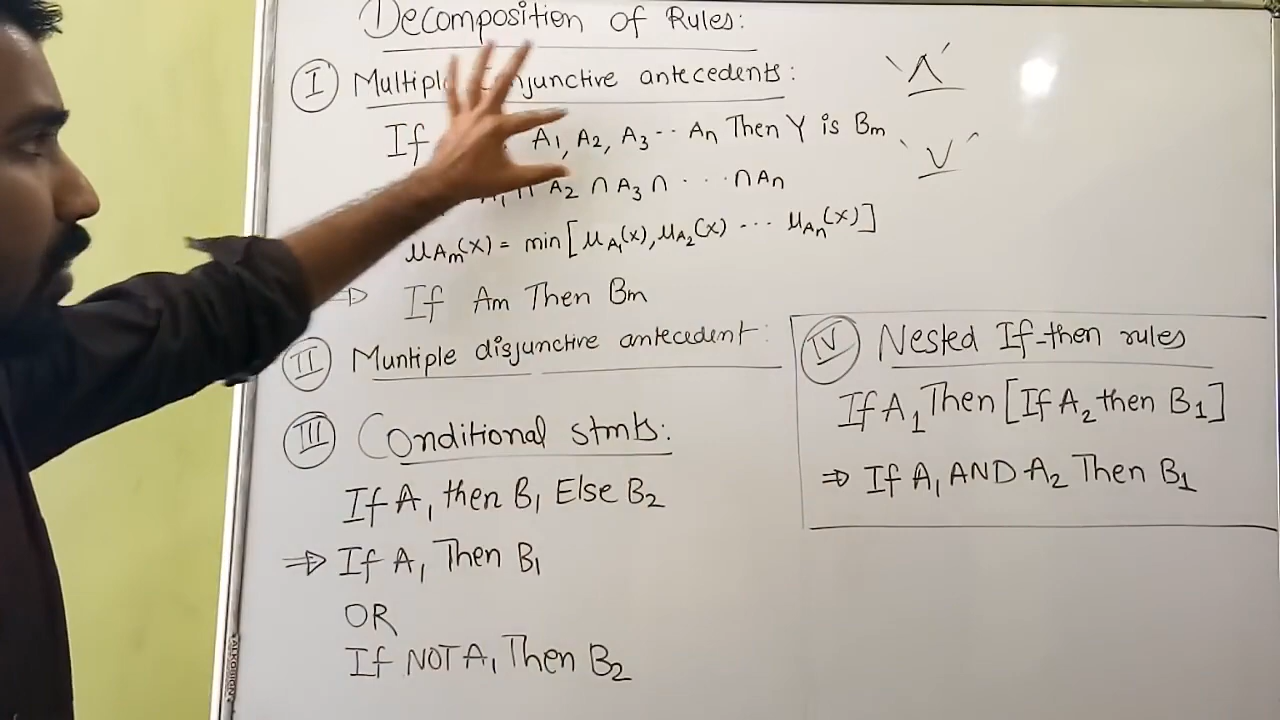 Decomposition of Rules:
I Multiple Conjunctive antecedents:
If A₁, A₂, A₃ -- Aₙ Then Y is Bₘ
A₁ ∩ A₂ ∩ A₃ ∩ · · · ∩ Aₙ
μAₘ(x) = min[μA₁(x), μA₂(x) --- μAₙ(x)]
⇒ If Aₘ Then Bₘ
'∧'
'∨'
II Muntiple disjunctive antecedent:
III Conditional stmts:
If A₁ then B₁ Else B₂
⇒ If A₁ Then B₁
OR
If NOT A₁ Then B₂
IV Nested If-then rules
If A₁ Then [If A₂ then B₁]
⇒ If A₁ AND A₂ Then B₁